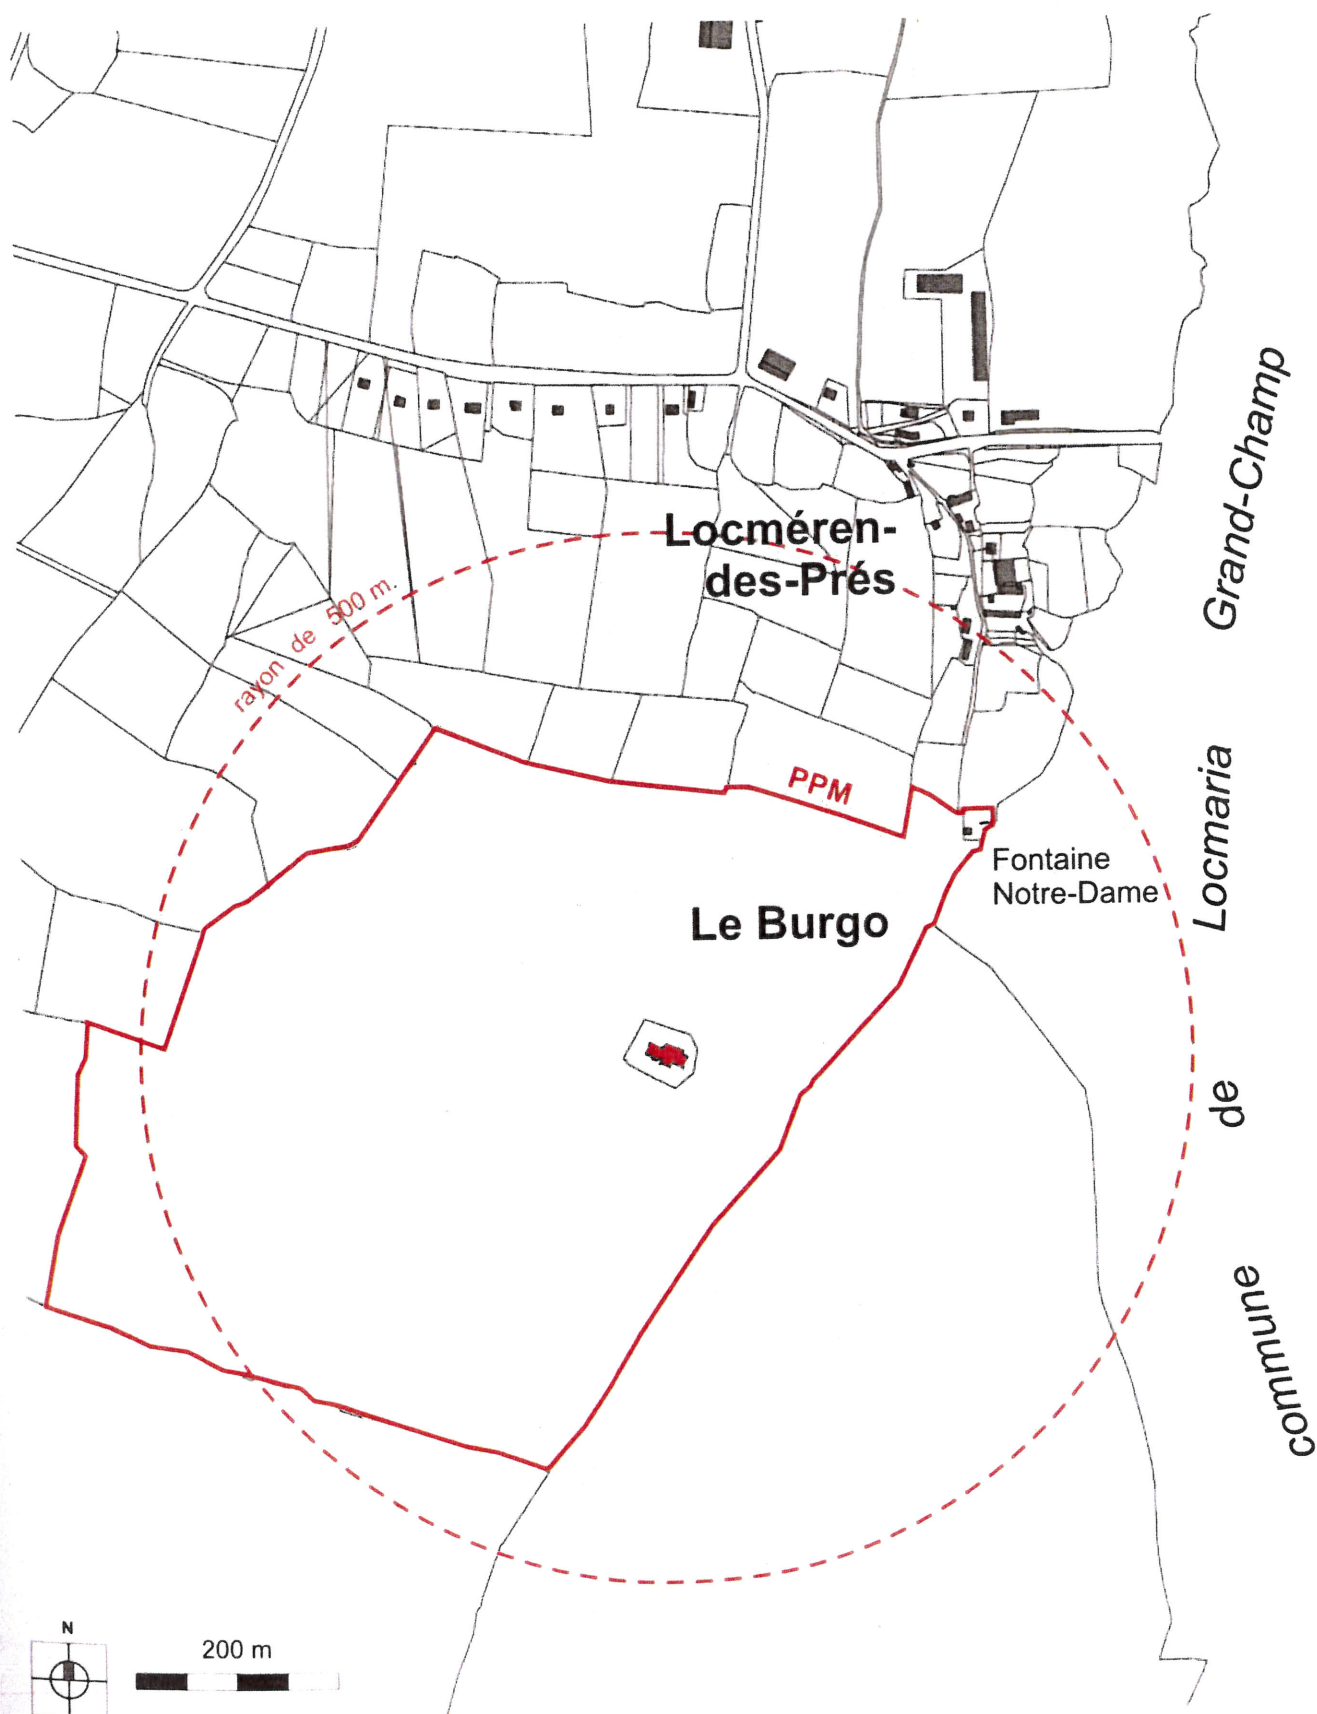 Locméren-
des-Prés
rayon de 500 m.
PPM
Fontaine
Notre-Dame
Le Burgo
commune de Locmaria Grand-Champ
N
200 m